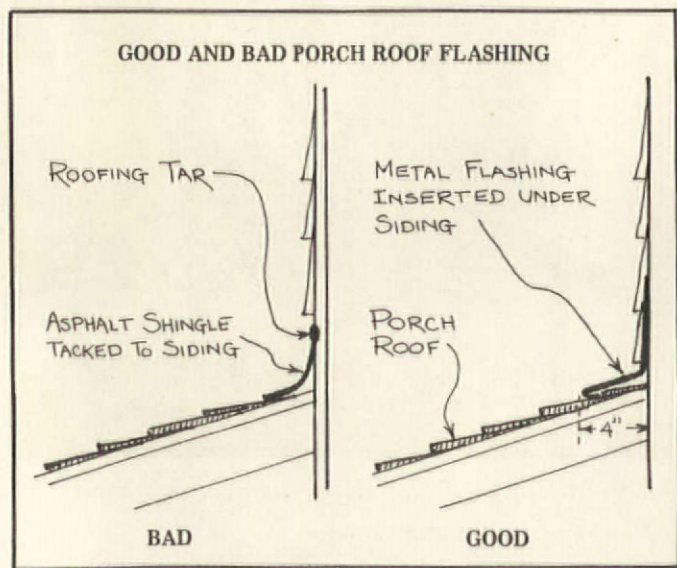 GOOD AND BAD PORCH ROOF FLASHING
ROOFING TAR
ASPHALT SHINGLE
TACKED TO SIDING
BAD
METAL FLASHING
INSERTED UNDER
SIDING
PORCH
ROOF
4"
GOOD